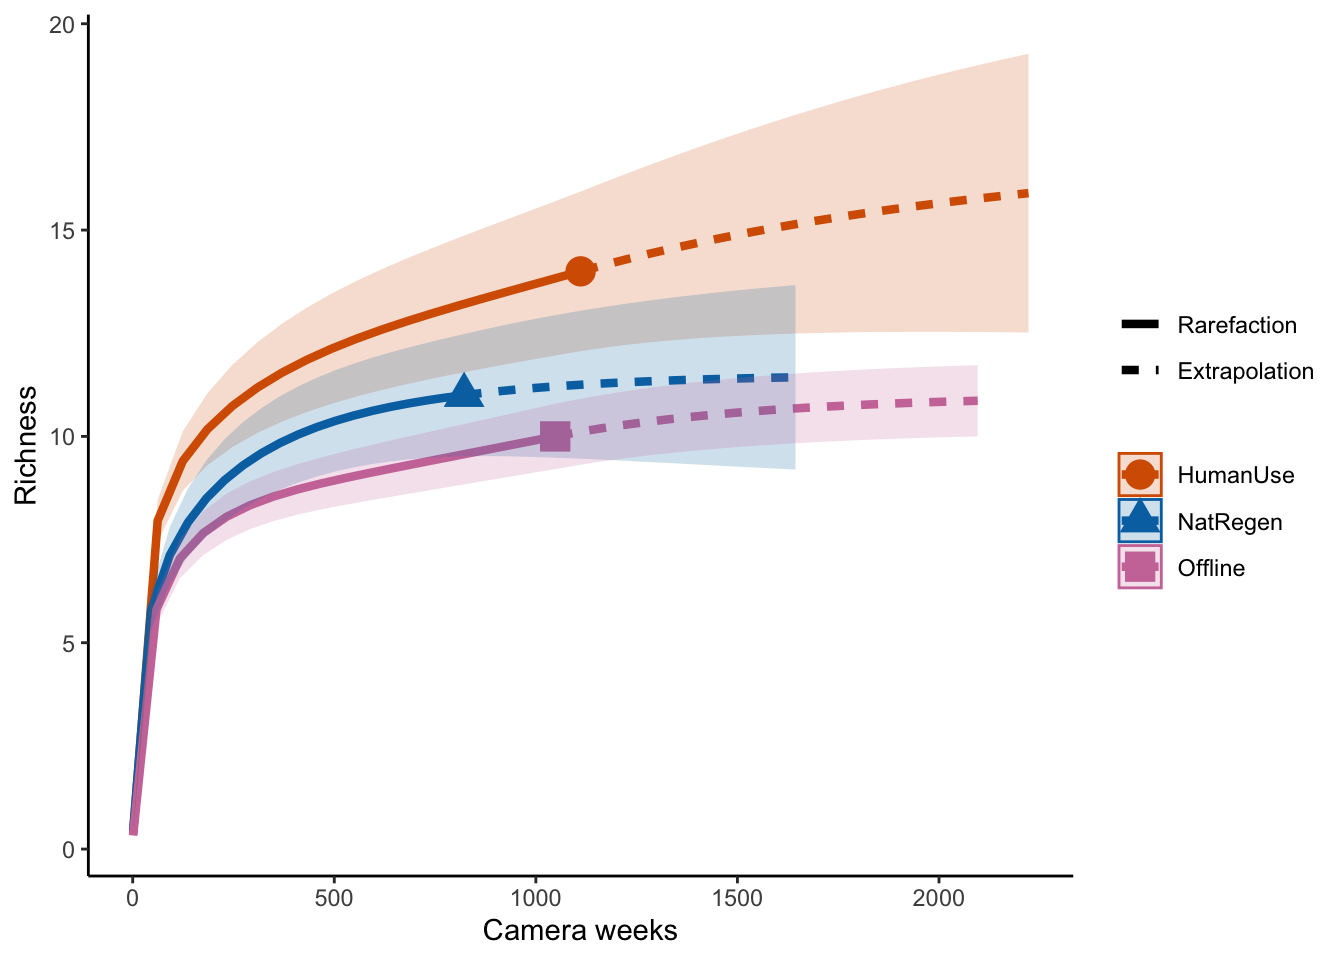 20
15
10
5
0
Richness
0 500 1000 1500 2000
Camera weeks
Rarefaction
Extrapolation
HumanUse
NatRegen
Offline